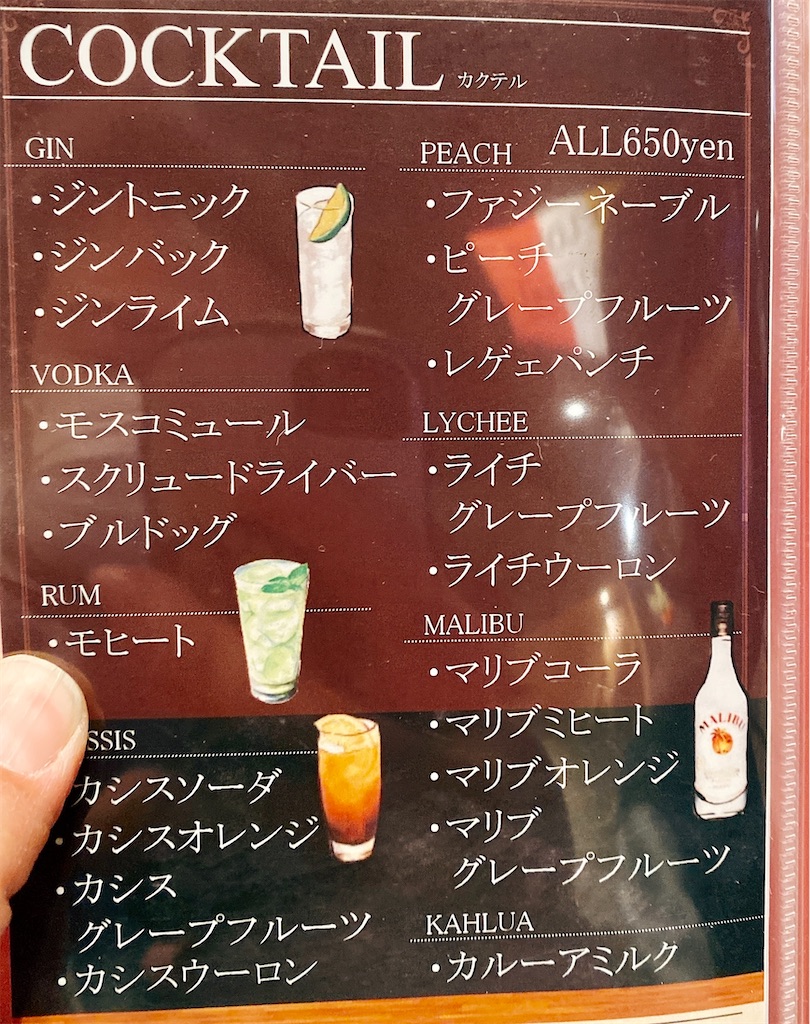 COCKTAIL カクテル
ALL650yen
GIN
・ジントニック
・ジンバック
・ジンライム
VODKA
・モスコミュール
・スクリュードライバー
・ブルドッグ
RUM
・モヒート
SSIS
カシスソーダ
・カシスオレンジ
・カシス
グレープフルーツ
・カシスウーロン
PEACH
・ファジーネーブル
・ピーチ
グレープフルーツ
・レゲェパンチ
LYCHEE
・ライチ
グレープフルーツ
・ライチウーロン
MALIBU
・マリブコーラ
・マリブミヒート
・マリブオレンジ
・マリブ
グレープフルーツ
KAHLUA
・カルーアミルク
MALIBU